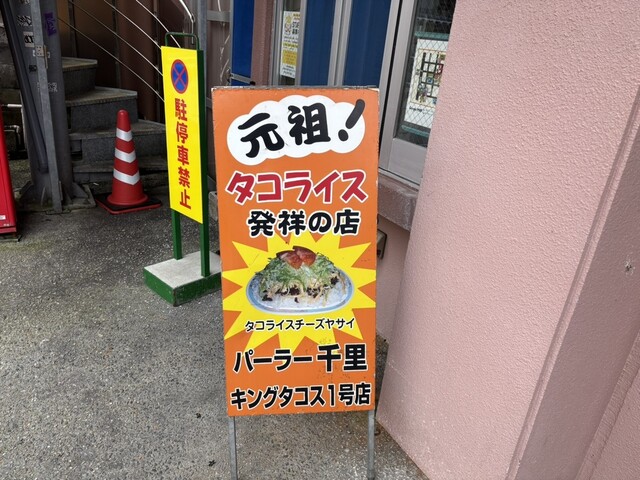 駐停車禁止
元祖!
タコライス
発祥の店
タコライスチーズヤサイ
パーラー千里
キングタコス1号店